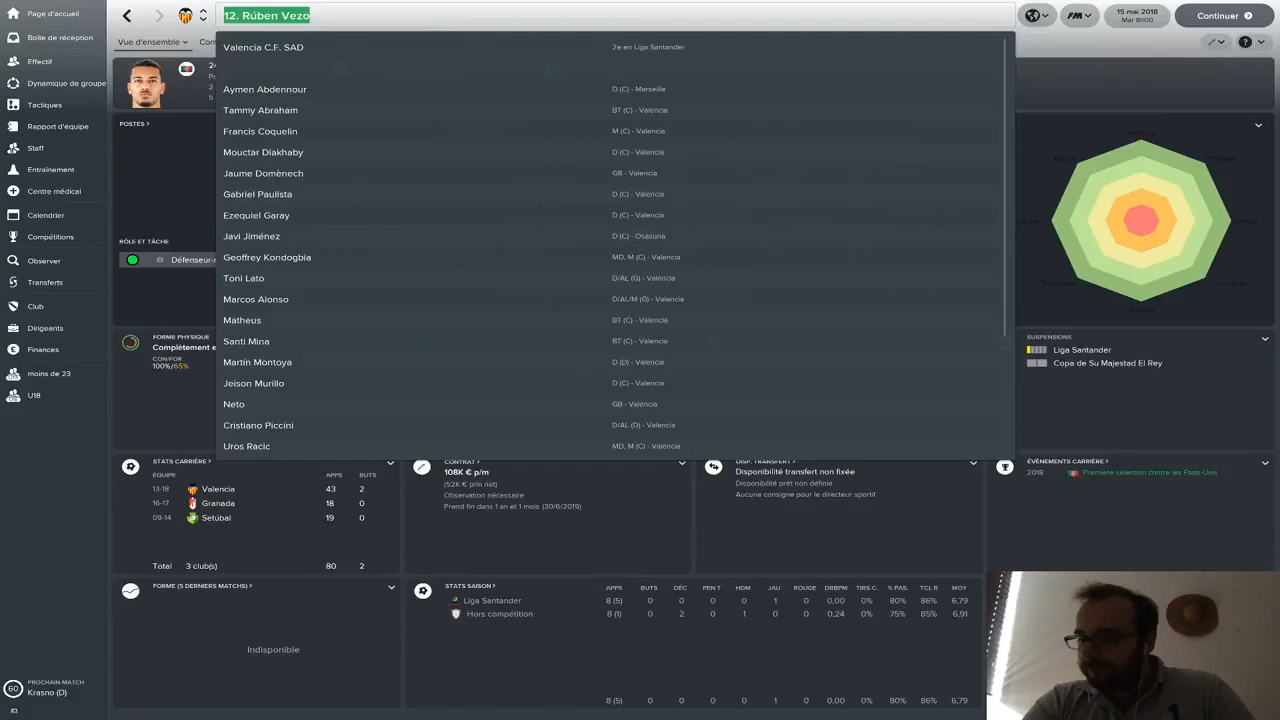 Page d'accueil
Boîte de réception
Effectif
Dynamique de groupe
Tactiques
Rapport d'équipe
Staff
Entraînement
Centre médical
Calendrier
Compétitions
Observer
Transferts
Club
Dirigeants
Finances
moins de 23
U18
60
PROCHAIN MATCH
Krasno (D)
12. Rúben Vezo
FM
15 mai 2018
Mar 8h00
Continuer
Vue d'ensemble
24
5
Valencia C.F. SAD 2e en Liga Santander
Aymen Abdennour D (C) - Marseille
Tammy Abraham BT (C) - Valencia
Francis Coquelin M (C) - Valencia
Mouctar Diakhaby D (C) - Valencia
Jaume Domènech GB - Valencia
Gabriel Paulista D (C) - Valencia
Ezequiel Garay D (C) - Valencia
Javi Jiménez D (C) - Osasuna
Geoffrey Kondogbia MD, M (C) - Valencia
Toni Lato D/AL (G) - Valencia
Marcos Alonso D/AL/M (G) - Valencia
Matheus BT (C) - Valencia
Santi Mina BT (C) - Valencia
Martín Montoya D (D) - Valencia
Jeison Murillo D (C) - Valencia
Neto GB - Valencia
Cristiano Piccini D/AL (D) - Valencia
Uros Racic MD, M (C) - Valencia
POSTES >
RÔLE ET TÂCHE
FORME PHYSIQUE
CON/FOR
100%/65%
SUSPENSIONS
Liga Santander
Copa de Su Majestad El Rey
STATS CARRIÈRE >
ÉQUIPE APPS BUTS
13-18 Valencia 43 2
16-17 Granada 18 0
09-14 Setúbal 19 0
Total 3 club(s) 80 2
CONTRAT >
108K € p/m
(52K € p/m net)
Observation nécessaire
Prend fin dans 1 an et 1 mois (30/6/2019)
DISP. TRANSFERT >
Disponibilité transfert non fixée
Disponibilité prêt non définie
Aucune consigne pour le directeur sportif
ÉVÉNEMENTS CARRIÈRE >
2018 Première sélection contre les États-Unis
FORME (5 DERNIERS MATCHS) >
Indisponible
STATS SAISON > APPS BUTS DÉC PEN T HDM JAU ROUGE DRBPM TIRS C. % PAS. TCL R MOY
Liga Santander 8 (5) 0 0 0 0 1 0 0,00 0% 80% 86% 6,79
Hors compétition 8 (1) 0 2 0 1 0 0 0,24 0% 75% 85% 6,91
8 (5) 0 0 0 0 1 0 0,00 0% 80% 86% 6,79